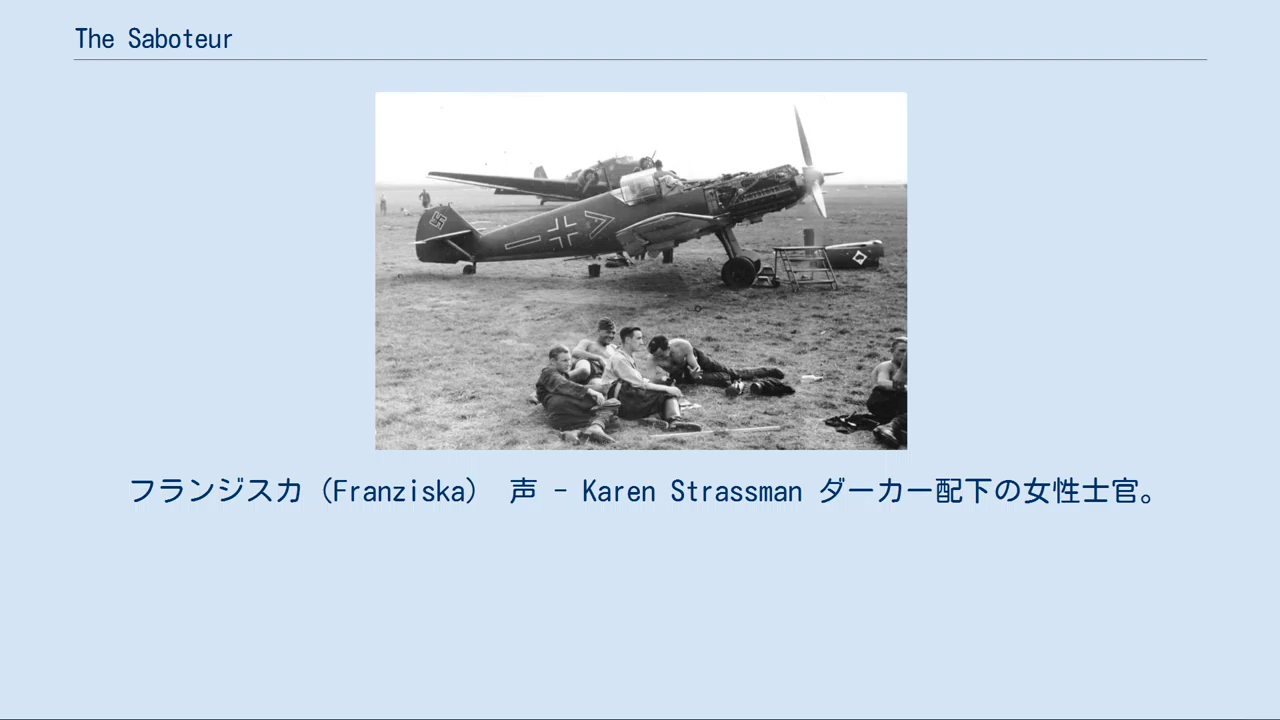 The Saboteur
フランジスカ（Franziska） 声 - Karen Strassman ダーカー配下の女性士官。